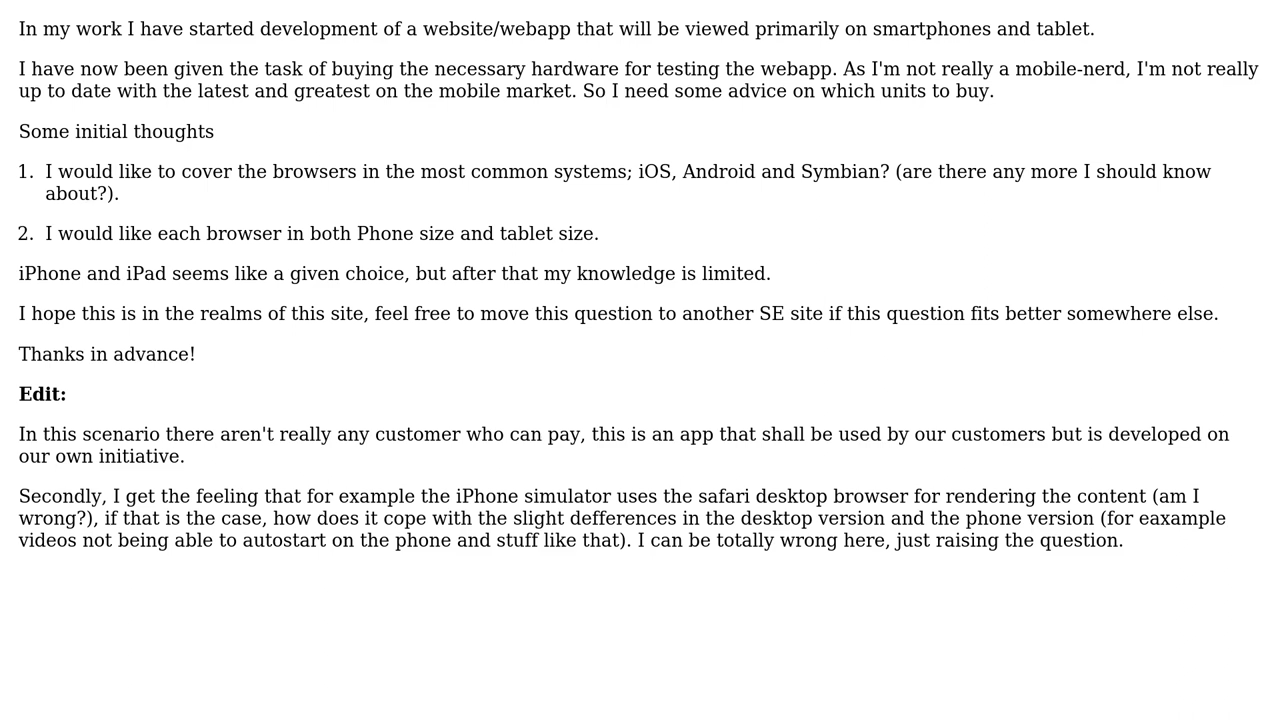 In my work I have started development of a website/webapp that will be viewed primarily on smartphones and tablet.
I have now been given the task of buying the necessary hardware for testing the webapp. As I'm not really a mobile-nerd, I'm not really
up to date with the latest and greatest on the mobile market. So I need some advice on which units to buy.
Some initial thoughts
1. I would like to cover the browsers in the most common systems; iOS, Android and Symbian? (are there any more I should know
about?).
2. I would like each browser in both Phone size and tablet size.
iPhone and iPad seems like a given choice, but after that my knowledge is limited.
I hope this is in the realms of this site, feel free to move this question to another SE site if this question fits better somewhere else.
Thanks in advance!
Edit:
In this scenario there aren't really any customer who can pay, this is an app that shall be used by our customers but is developed on
our own initiative.
Secondly, I get the feeling that for example the iPhone simulator uses the safari desktop browser for rendering the content (am I
wrong?), if that is the case, how does it cope with the slight defferences in the desktop version and the phone version (for eaxample
videos not being able to autostart on the phone and stuff like that). I can be totally wrong here, just raising the question.